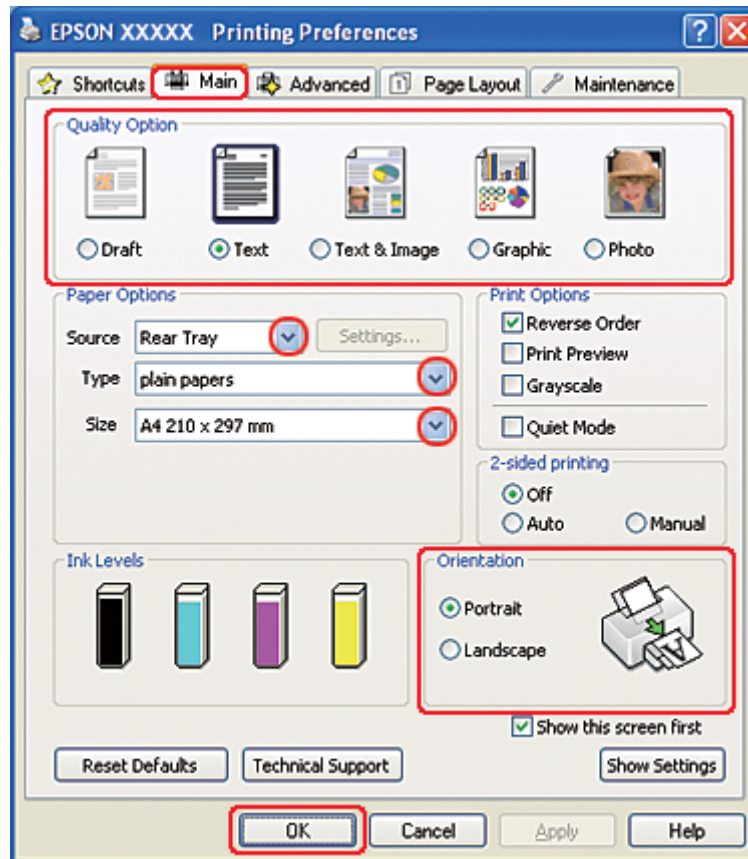 EPSON XXXXX Printing Preferences
Shortcuts Main Advanced 1 Page Layout Maintenance
Quality Option
Draft Text Text & Image Graphic Photo
Paper Options
Source Rear Tray Settings...
Type plain papers
Size A4 210 x 297 mm
Print Options
Reverse Order
Print Preview
Grayscale
Quiet Mode
2-sided printing
Off
Auto Manual
Ink Levels
Orientation
Portrait
Landscape
A
Show this screen first
Reset Defaults Technical Support Show Settings
OK Cancel Apply Help